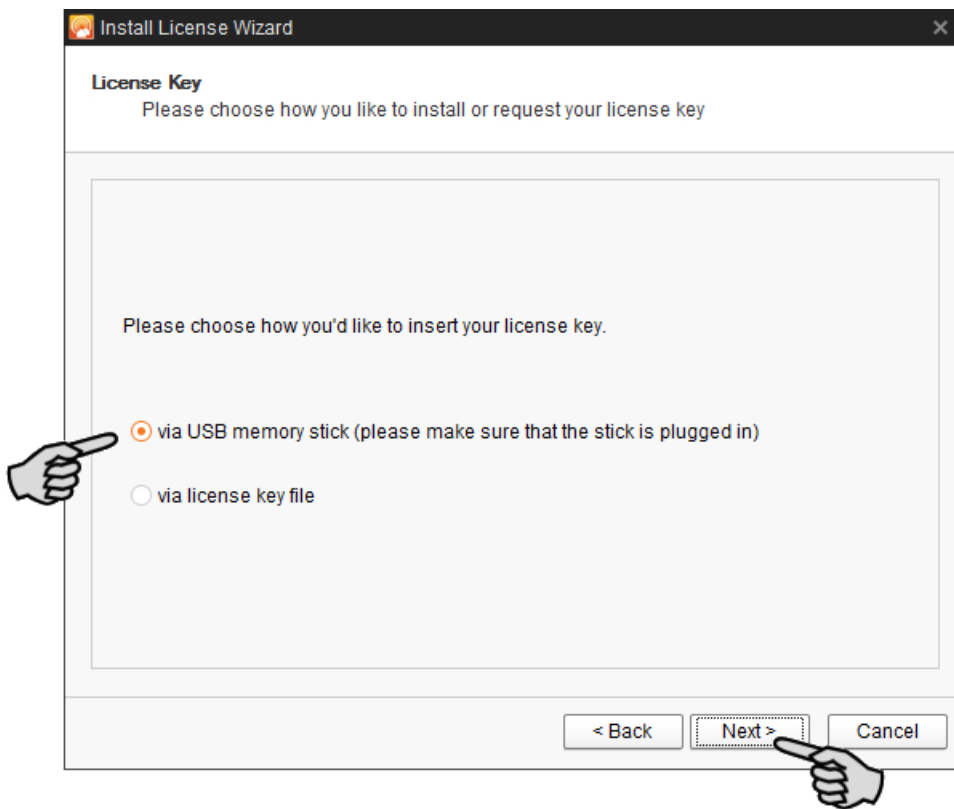 Install License Wizard
License Key
Please choose how you like to install or request your license key
Please choose how you'd like to insert your license key.
via USB memory stick (please make sure that the stick is plugged in)
via license key file
< Back Next > Cancel